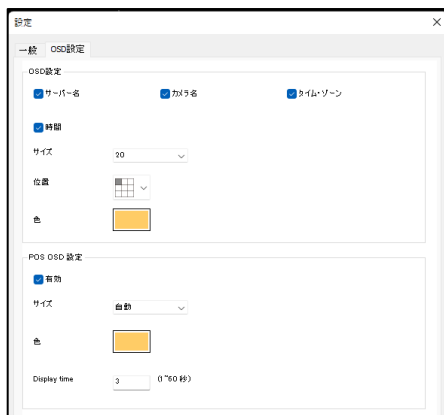 設定
一般 OSD設定
OSD設定
サーバー名 カメラ名 タイム・ゾーン
時間
サイズ 20
位置
色
POS OSD 設定
有効
サイズ 自動
色
Display time 3 (1~60 秒)